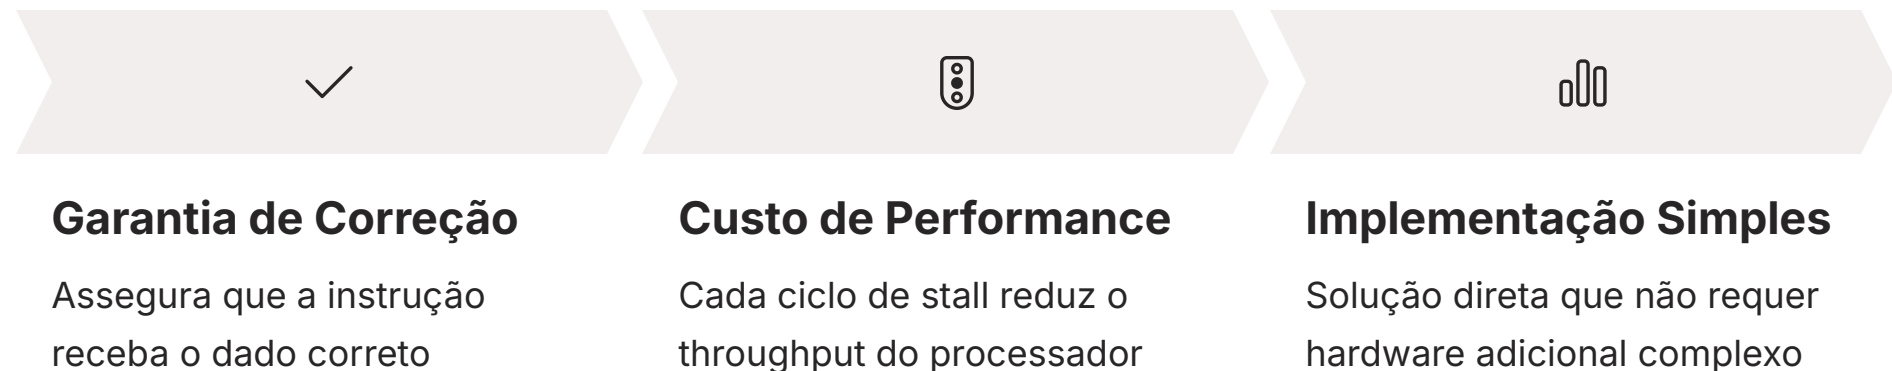 Garantia de Correção
Assegura que a instrução
receba o dado correto
Custo de Performance
Cada ciclo de stall reduz o
throughput do processador
Implementação Simples
Solução direta que não requer
hardware adicional complexo